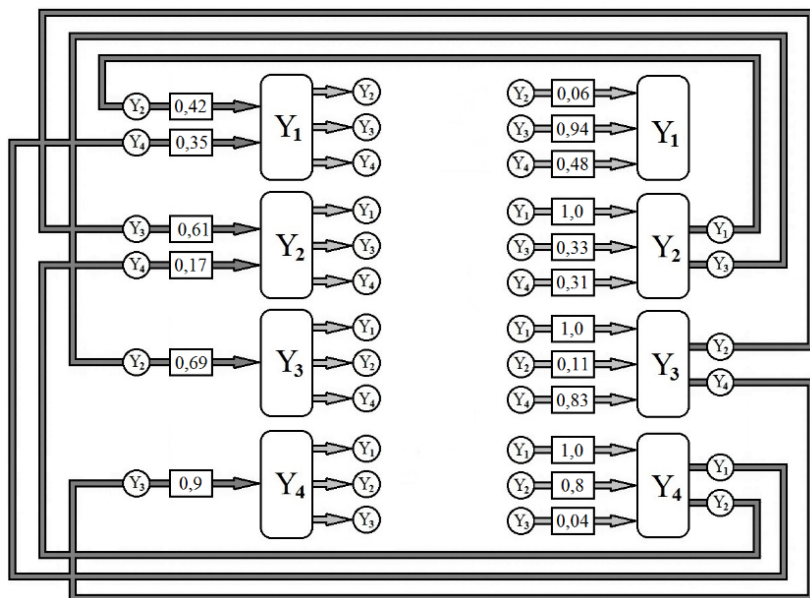 Y2 0,42 Y1 Y2
Y4 0,35 Y3
Y4
Y3 0,61 Y2 Y1
Y4 0,17 Y3
Y4
Y2 0,69 Y3 Y1
Y2
Y4
Y3 0,9 Y4 Y1
Y2
Y3
Y2 0,06 Y1
Y3 0,94
Y4 0,48
Y1 1,0 Y2 Y1
Y3 0,33 Y3
Y4 0,31
Y1 1,0 Y3 Y2
Y2 0,11 Y4
Y4 0,83
Y1 1,0 Y4 Y1
Y2 0,8 Y2
Y3 0,04